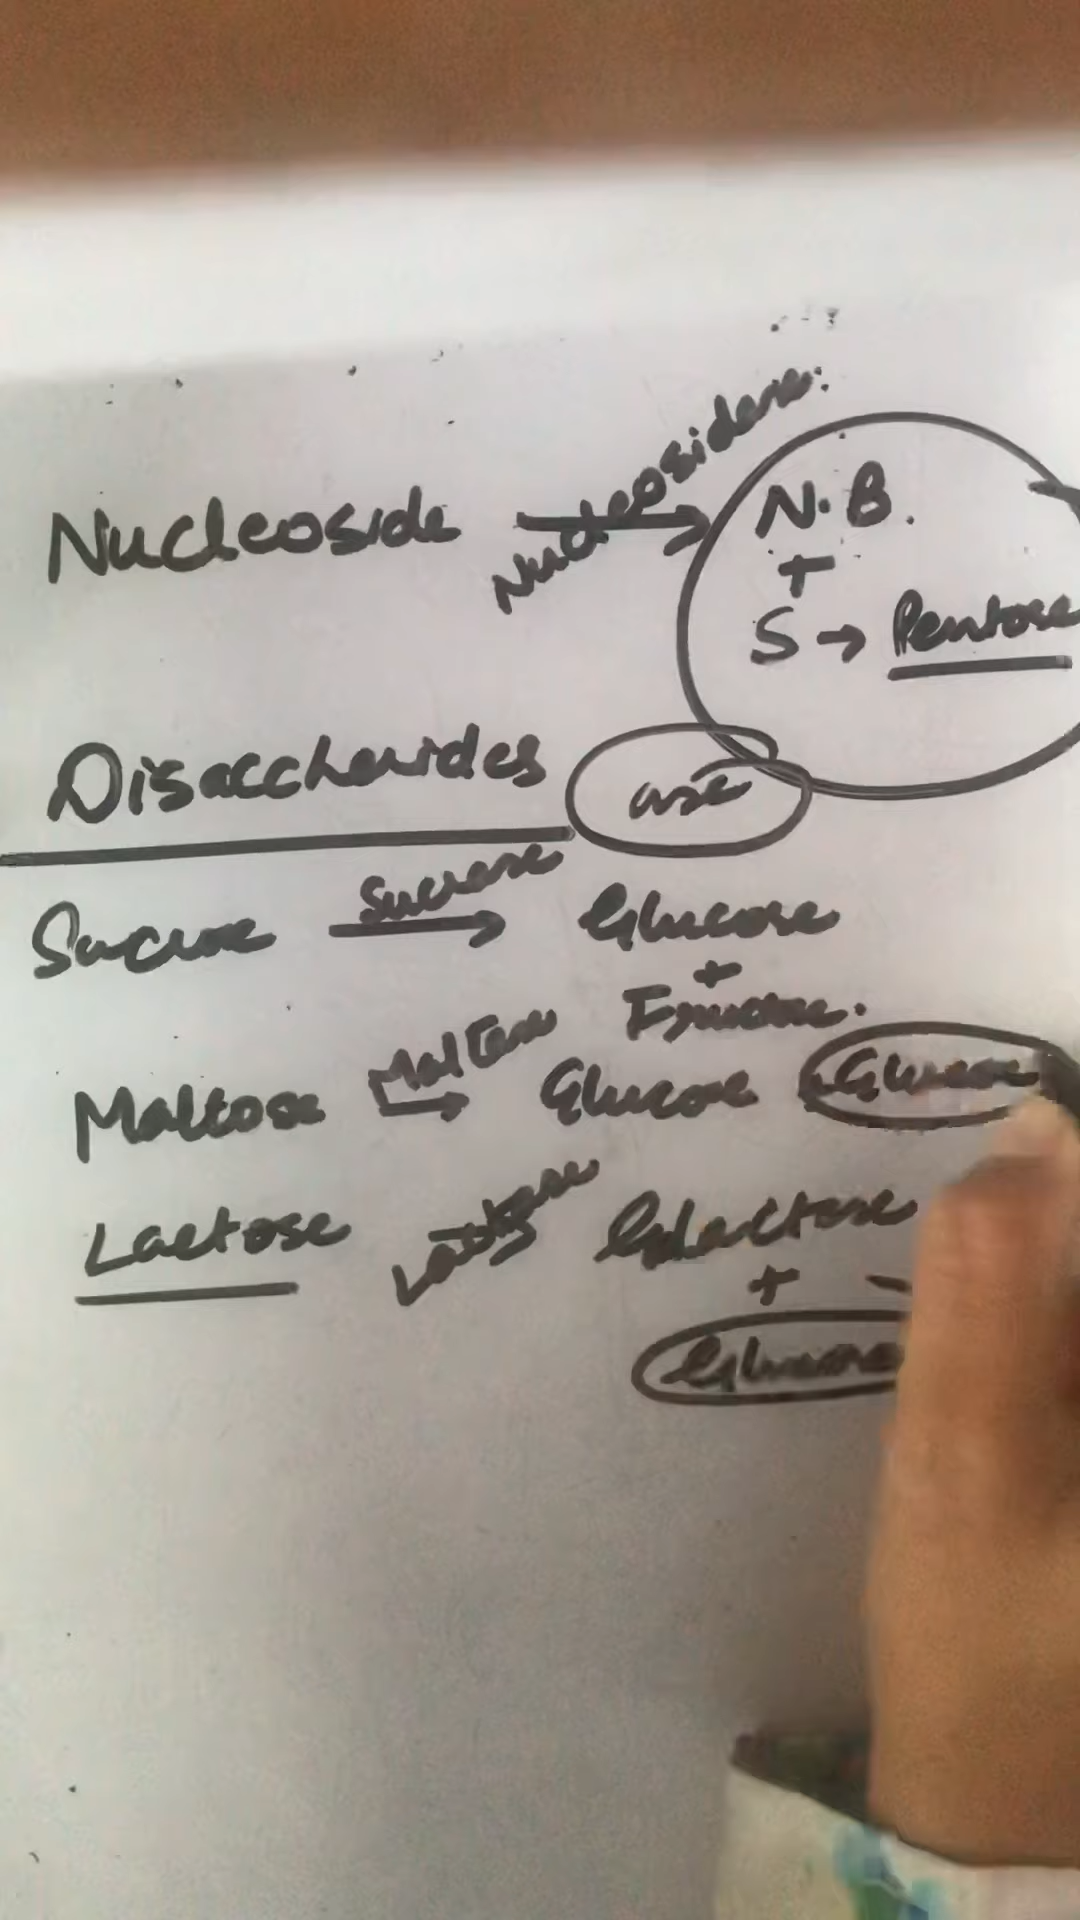 Nucleoside Nucleosidase. N.B.
+
S → Pentose
Disaccharides ase
Sucrose Sucrase → Glucose
+
Fructose.
Maltose Maltase → Glucose Glucose
Lactose Lactase → Galactose
+
Glucose